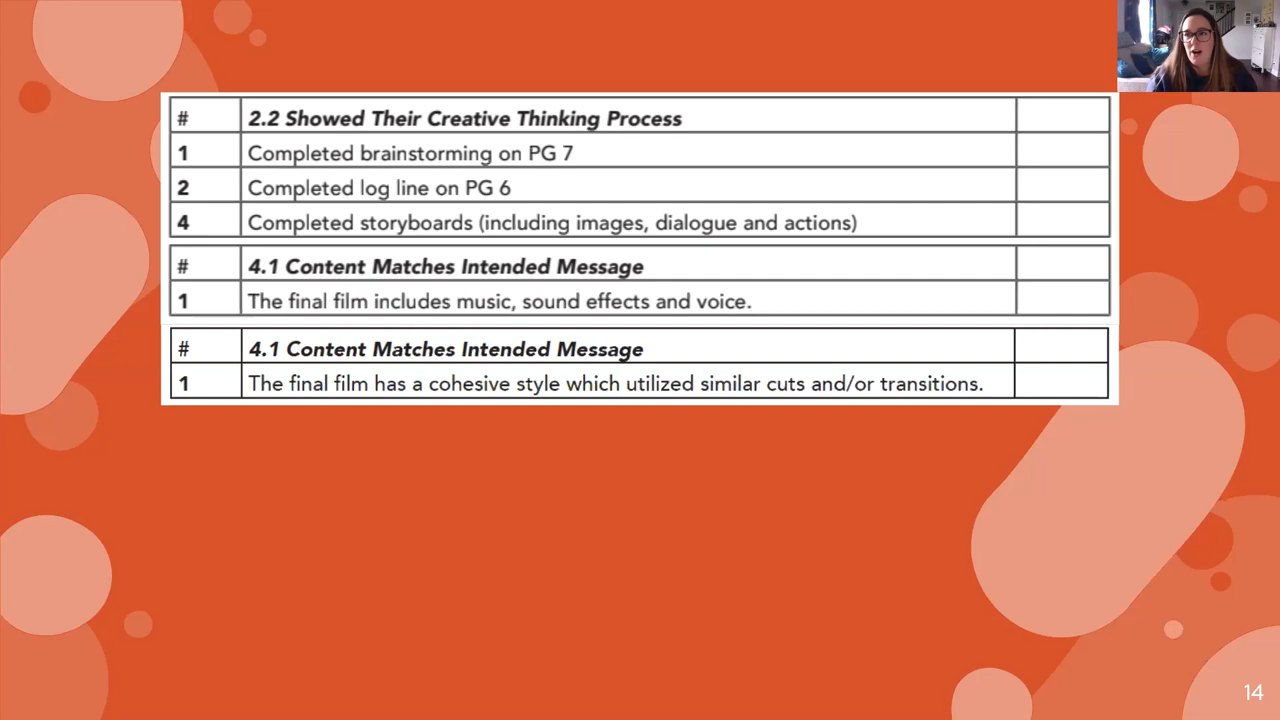 # 2.2 Showed Their Creative Thinking Process
1 Completed brainstorming on PG 7
2 Completed log line on PG 6
4 Completed storyboards (including images, dialogue and actions)
# 4.1 Content Matches Intended Message
1 The final film includes music, sound effects and voice.
# 4.1 Content Matches Intended Message
1 The final film has a cohesive style which utilized similar cuts and/or transitions.
14